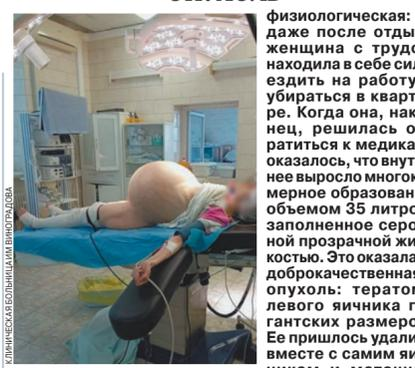 физиологическая:
даже после отды
женщина с трудо
находила в себе сил
ездить на работу
убираться в кварт
ре. Когда она, нак
нец, решилась о
ратиться к медика
оказалось, что внут
нее выросло многок
мерное образован
объемом 35 литро
заполненное серо
ной прозрачной жи
костью. Это оказала
доброкачественная
опухоль: тератом
левого яичника г
гантских размеро
Ее пришлось удали
вместе с самим яи
КЛИНИЧЕСКАЯ БОЛЬНИЦА ИМ ВИНОГРАДОВА